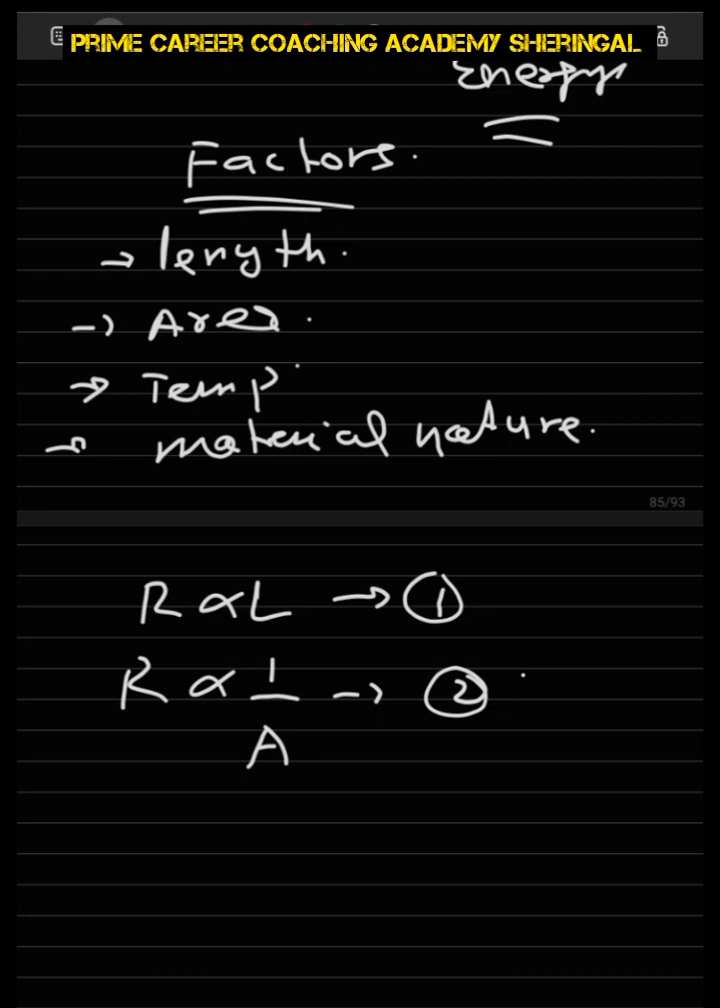 PRIME CAREER COACHING ACADEMY SHERINGAL
Energy
Factors.
→ length.
→ Area.
→ Temp
→ material nature.
85/93
R ∝ L → ①
R ∝ 1/A → ②